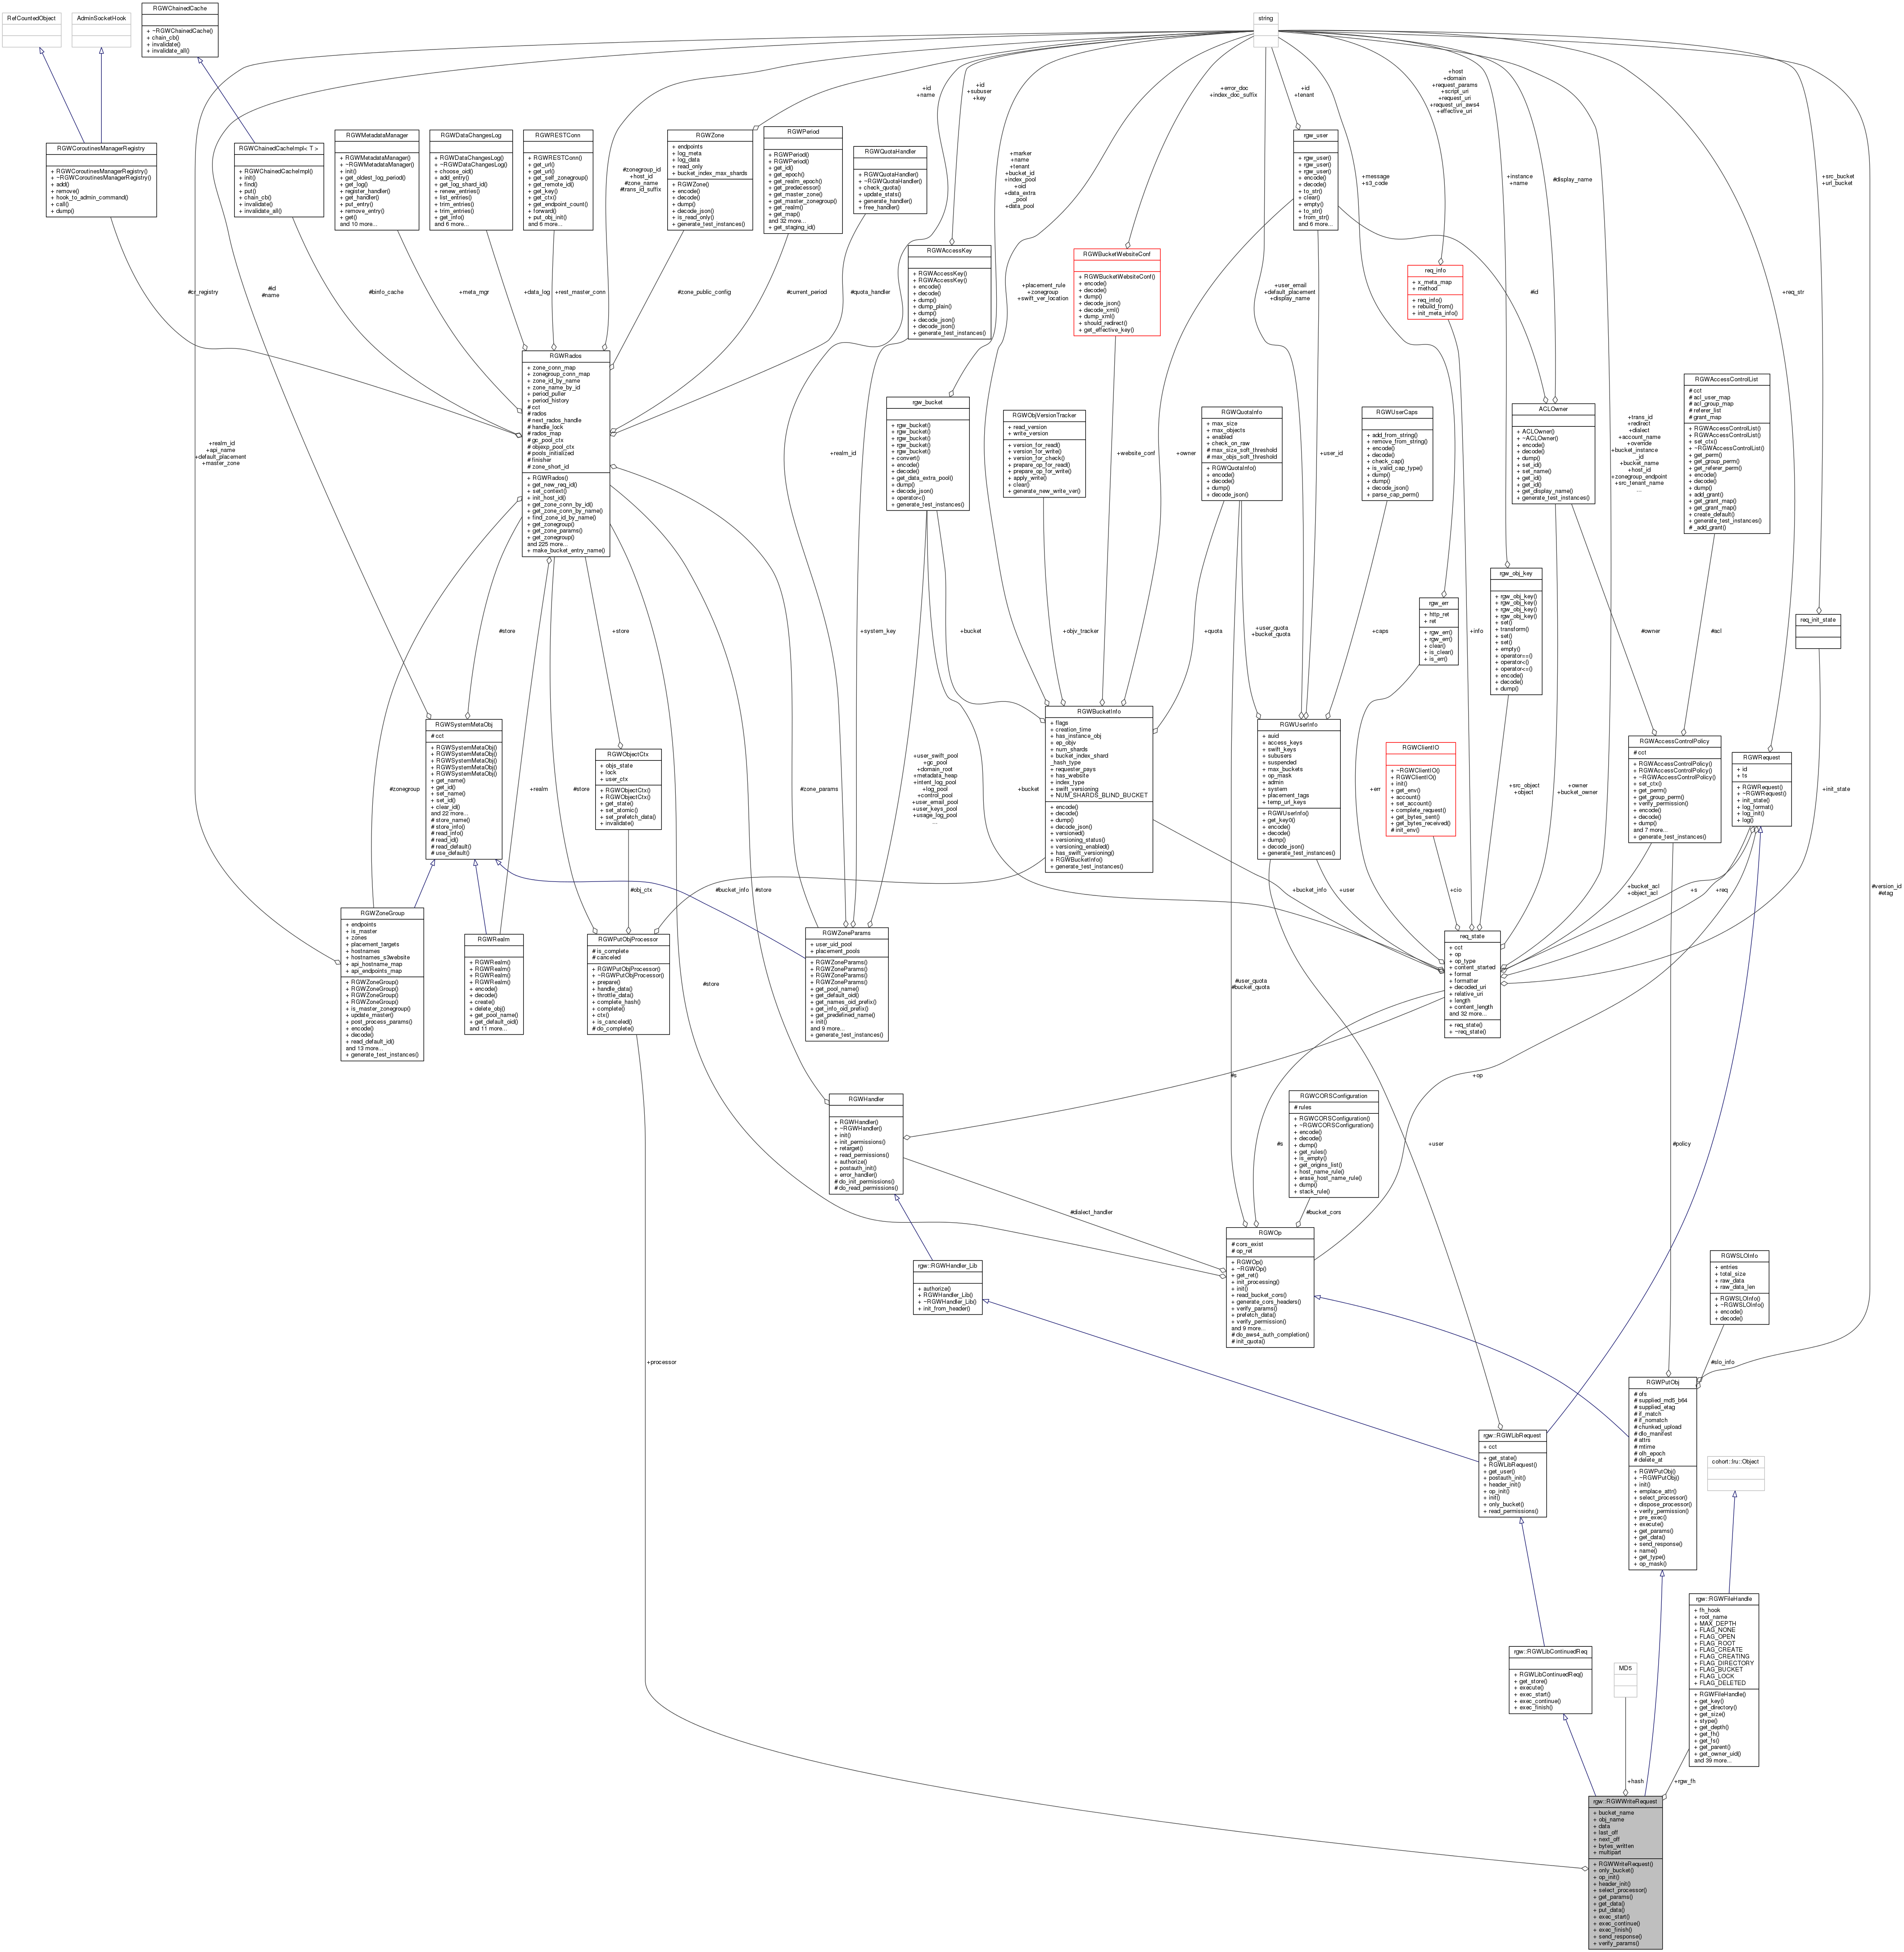 RefCountedObject
AdminSocketHook
RGWChainedCache
+ ~RGWChainedCache()
+ chain_cb()
+ invalidate()
+ invalidate_all()
string
RGWCoroutinesManagerRegistry
+ RGWCoroutinesManagerRegistry()
+ ~RGWCoroutinesManagerRegistry()
+ add()
+ remove()
+ hook_to_admin_command()
+ call()
+ dump()
RGWChainedCacheImpl< T >
+ RGWChainedCacheImpl()
+ init()
+ find()
+ put()
+ chain_cb()
+ invalidate()
+ invalidate_all()
RGWMetadataManager
+ RGWMetadataManager()
+ ~RGWMetadataManager()
+ init()
+ get_oldest_log_period()
+ get_log()
+ register_handler()
+ get_handler()
+ put_entry()
+ remove_entry()
+ get()
and 10 more...
RGWDataChangesLog
+ RGWDataChangesLog()
+ ~RGWDataChangesLog()
+ choose_oid()
+ add_entry()
+ get_log_shard_id()
+ renew_entries()
+ list_entries()
+ trim_entries()
+ trim_entries()
+ get_info()
and 6 more...
RGWRESTConn
+ RGWRESTConn()
+ get_url()
+ get_url()
+ get_self_zonegroup()
+ get_remote_id()
+ get_key()
+ get_ctx()
+ get_endpoint_count()
+ forward()
+ put_obj_init()
and 6 more...
RGWZone
+ endpoints
+ log_meta
+ log_data
+ read_only
+ bucket_index_max_shards
+ RGWZone()
+ encode()
+ decode()
+ dump()
+ decode_json()
+ is_read_only()
+ generate_test_instances()
RGWPeriod
+ RGWPeriod()
+ RGWPeriod()
+ get_id()
+ get_epoch()
+ get_realm_epoch()
+ get_predecessor()
+ get_master_zone()
+ get_master_zonegroup()
+ get_realm()
+ get_map()
and 32 more...
+ get_staging_id()
RGWQuotaHandler
+ RGWQuotaHandler()
+ ~RGWQuotaHandler()
+ check_quota()
+ update_stats()
+ generate_handler()
+ free_handler()
RGWAccessKey
+ RGWAccessKey()
+ RGWAccessKey()
+ encode()
+ decode()
+ dump()
+ dump_plain()
+ dump()
+ decode_json()
+ decode_json()
+ generate_test_instances()
RGWBucketWebsiteConf
+ RGWBucketWebsiteConf()
+ encode()
+ decode()
+ dump()
+ decode_json()
+ decode_xml()
+ dump_xml()
+ should_redirect()
+ get_effective_key()
rgw_user
+ rgw_user()
+ rgw_user()
+ rgw_user()
+ encode()
+ decode()
+ to_str()
+ clear()
+ empty()
+ to_str()
+ from_str()
and 6 more...
req_info
+ x_meta_map
+ method
+ req_info()
+ rebuild_from()
+ init_meta_info()
+id
+name
+id
+subuser
+key
+error_doc
+index_doc_suffix
+id
+tenant
+host
+domain
+request_params
+script_uri
+request_uri
+request_uri_aws4
+effective_uri
#zonegroup_id
+host_id
#zone_name
#trans_id_suffix
+marker
+name
+tenant
+bucket_id
+index_pool
+oid
+data_extra
_pool
+data_pool
+message
+s3_code
+instance
+name
#display_name
+src_bucket
+url_bucket
#cr_registry
#id
#name
#binfo_cache
+meta_mgr
+data_log
+rest_master_conn
#zone_public_config
#current_period
#quota_handler
+placement_rule
+zonegroup
+swift_ver_location
+user_email
+default_placement
+display_name
#id
+req_str
RGWRados
+ zone_conn_map
+ zonegroup_conn_map
+ zone_id_by_name
+ zone_name_by_id
+ period_puller
+ period_history
# cct
# rados
# next_rados_handle
# handle_lock
# rados_map
# gc_pool_ctx
# objexp_pool_ctx
# pools_initialized
# finisher
# zone_short_id
+ RGWRados()
+ get_new_req_id()
+ set_context()
+ init_host_id()
+ get_zone_conn_by_id()
+ get_zone_conn_by_name()
+ find_zone_id_by_name()
+ get_zonegroup()
+ get_zone_params()
+ get_zonegroup()
and 225 more...
+ make_bucket_entry_name()
rgw_bucket
+ rgw_bucket()
+ rgw_bucket()
+ rgw_bucket()
+ rgw_bucket()
+ rgw_bucket()
+ convert()
+ encode()
+ decode()
+ get_data_extra_pool()
+ dump()
+ decode_json()
+ operator<()
+ generate_test_instances()
RGWObjVersionTracker
+ read_version
+ write_version
+ version_for_read()
+ version_for_write()
+ version_for_check()
+ prepare_op_for_read()
+ prepare_op_for_write()
+ apply_write()
+ clear()
+ generate_new_write_ver()
RGWQuotaInfo
+ max_size
+ max_objects
+ enabled
+ check_on_raw
# max_size_soft_threshold
# max_objs_soft_threshold
+ RGWQuotaInfo()
+ encode()
+ decode()
+ dump()
+ decode_json()
RGWUserCaps
+ add_from_string()
+ remove_from_string()
+ encode()
+ decode()
+ check_cap()
+ is_valid_cap_type()
+ dump()
+ dump()
+ decode_json()
+ parse_cap_perm()
ACLOwner
+ ACLOwner()
+ ~ACLOwner()
+ encode()
+ decode()
+ dump()
+ set_id()
+ set_name()
+ get_id()
+ get_id()
+ get_display_name()
+ generate_test_instances()
RGWAccessControlList
# cct
# acl_user_map
# acl_group_map
# referer_list
# grant_map
+ RGWAccessControlList()
+ RGWAccessControlList()
+ set_ctx()
+ ~RGWAccessControlList()
+ get_perm()
+ get_group_perm()
+ get_referer_perm()
+ encode()
+ decode()
+ dump()
+ add_grant()
+ get_grant_map()
+ get_grant_map()
+ create_default()
+ generate_test_instances()
# _add_grant()
+realm_id
+api_name
+default_placement
+master_zone
+realm_id
+website_conf
+owner
+user_id
+trans_id
+redirect
+dialect
+account_name
+override
+bucket_instance
_id
+bucket_name
+host_id
+zonegroup_endpoint
+src_tenant_name
...
rgw_obj_key
+ rgw_obj_key()
+ rgw_obj_key()
+ rgw_obj_key()
+ rgw_obj_key()
+ set()
+ transform()
+ set()
+ set()
+ empty()
+ operator==()
+ operator<()
+ operator<=()
+ encode()
+ decode()
+ dump()
rgw_err
+ http_ret
+ ret
+ rgw_err()
+ rgw_err()
+ clear()
+ is_clear()
+ is_err()
req_init_state
#store
+store
+system_key
+bucket
+objv_tracker
+quota
+user_quota
+bucket_quota
+caps
+info
#owner
#acl
RGWSystemMetaObj
# cct
+ RGWSystemMetaObj()
+ RGWSystemMetaObj()
+ RGWSystemMetaObj()
+ RGWSystemMetaObj()
+ RGWSystemMetaObj()
+ get_name()
+ get_id()
+ set_name()
+ set_id()
+ clear_id()
and 22 more...
# store_name()
# store_info()
# read_info()
# read_id()
# read_default()
# use_default()
RGWObjectCtx
+ objs_state
+ lock
+ user_ctx
+ RGWObjectCtx()
+ RGWObjectCtx()
+ get_state()
+ set_atomic()
+ set_prefetch_data()
+ invalidate()
RGWBucketInfo
+ flags
+ creation_time
+ has_instance_obj
+ op_objv
+ num_shards
+ bucket_index_shard
_hash_type
+ requester_pays
+ has_website
+ index_type
+ swift_versioning
+ NUM_SHARDS_BLIND_BUCKET
+ encode()
+ decode()
+ dump()
+ decode_json()
+ versioned()
+ versioning_status()
+ versioning_enabled()
+ has_swift_versioning()
+ RGWBucketInfo()
+ generate_test_instances()
RGWUserInfo
+ auid
+ access_keys
+ swift_keys
+ subusers
+ suspended
+ max_buckets
+ op_mask
+ admin
+ system
+ placement_tags
+ temp_url_keys
+ RGWUserInfo()
+ get_key0()
+ encode()
+ decode()
+ dump()
+ decode_json()
+ generate_test_instances()
RGWClientIO
+ ~RGWClientIO()
+ RGWClientIO()
+ init()
+ get_env()
+ account()
+ set_account()
+ complete_request()
+ get_bytes_sent()
+ get_bytes_received()
# init_env()
RGWAccessControlPolicy
# cct
+ RGWAccessControlPolicy()
+ RGWAccessControlPolicy()
+ ~RGWAccessControlPolicy()
+ set_ctx()
+ get_perm()
+ get_group_perm()
+ verify_permission()
+ encode()
+ decode()
+ dump()
and 7 more...
+ generate_test_instances()
RGWRequest
+ id
+ ts
+ RGWRequest()
+ ~RGWRequest()
+ init_state()
+ log_format()
+ log_init()
+ log()
#zonegroup
+realm
#store
#zone_params
+user_swift_pool
+gc_pool
+domain_root
+metadata_heap
+intent_log_pool
+log_pool
+control_pool
+user_email_pool
+user_keys_pool
+usage_log_pool
...
+bucket
+err
+src_object
+object
+owner
+bucket_owner
+init_state
#obj_ctx
#bucket_info
#store
+bucket_info
+user
+cio
+bucket_acl
+object_acl
+s
+req
#version_id
#etag
RGWZoneGroup
+ endpoints
+ is_master
+ zones
+ placement_targets
+ hostnames
+ hostnames_s3website
+ api_hostname_map
+ api_endpoints_map
+ RGWZoneGroup()
+ RGWZoneGroup()
+ RGWZoneGroup()
+ RGWZoneGroup()
+ is_master_zonegroup()
+ update_master()
+ post_process_params()
+ encode()
+ decode()
+ read_default_id()
and 13 more...
+ generate_test_instances()
RGWRealm
+ RGWRealm()
+ RGWRealm()
+ RGWRealm()
+ RGWRealm()
+ encode()
+ decode()
+ create()
+ delete_obj()
+ get_pool_name()
+ get_default_oid()
and 11 more...
RGWPutObjProcessor
# is_complete
# canceled
+ RGWPutObjProcessor()
+ ~RGWPutObjProcessor()
+ prepare()
+ handle_data()
+ throttle_data()
+ complete_hash()
+ complete()
+ ctx()
+ is_canceled()
# do_complete()
RGWZoneParams
+ user_uid_pool
+ placement_pools
+ RGWZoneParams()
+ RGWZoneParams()
+ RGWZoneParams()
+ RGWZoneParams()
+ get_pool_name()
+ get_default_oid()
+ get_names_oid_prefix()
+ get_info_oid_prefix()
+ get_predefined_name()
+ init()
and 9 more...
+ generate_test_instances()
req_state
+ cct
+ op
+ op_type
+ content_started
+ format
+ formatter
+ decoded_uri
+ relative_uri
+ length
+ content_length
and 32 more...
+ req_state()
+ ~req_state()
#store
#user_quota
#bucket_quota
#s
+op
RGWHandler
+ RGWHandler()
+ ~RGWHandler()
+ init()
+ init_permissions()
+ retarget()
+ read_permissions()
+ authorize()
+ postauth_init()
+ error_handler()
# do_init_permissions()
# do_read_permissions()
RGWCORSConfiguration
# rules
+ RGWCORSConfiguration()
+ ~RGWCORSConfiguration()
+ encode()
+ decode()
+ dump()
+ get_rules()
+ is_empty()
+ get_origins_list()
+ host_name_rule()
+ erase_host_name_rule()
+ dump()
+ stack_rule()
#s
+user
#policy
#dialect_handler
#bucket_cors
rgw::RGWHandler_Lib
+ authorize()
+ RGWHandler_Lib()
+ ~RGWHandler_Lib()
+ init_from_header()
RGWOp
# cors_exist
# op_ret
+ RGWOp()
+ ~RGWOp()
+ get_ret()
+ init_processing()
+ init()
+ read_bucket_cors()
+ generate_cors_headers()
+ verify_params()
+ prefetch_data()
+ verify_permission()
and 9 more...
# do_aws4_auth_completion()
# init_quota()
RGWSLOInfo
+ entries
+ total_size
+ raw_data
+ raw_data_len
+ RGWSLOInfo()
+ ~RGWSLOInfo()
+ encode()
+ decode()
+processor
#slo_info
RGWPutObj
# ofs
# supplied_md5_b64
# supplied_etag
# if_match
# if_nomatch
# chunked_upload
# dlo_manifest
# attrs
# mtime
# olh_epoch
# delete_at
+ RGWPutObj()
+ ~RGWPutObj()
+ init()
+ emplace_attr()
+ select_processor()
+ dispose_processor()
+ verify_permission()
+ pre_exec()
+ execute()
+ get_params()
+ get_data()
+ send_response()
+ name()
+ get_type()
+ op_mask()
rgw::RGWLibRequest
+ cct
+ get_state()
+ RGWLibRequest()
+ get_user()
+ postauth_init()
+ header_init()
+ op_init()
+ init()
+ only_bucket()
+ read_permissions()
cohort::lru::Object
rgw::RGWFileHandle
+ fh_hook
+ root_name
+ MAX_DEPTH
+ FLAG_NONE
+ FLAG_OPEN
+ FLAG_ROOT
+ FLAG_CREATE
+ FLAG_CREATING
+ FLAG_DIRECTORY
+ FLAG_BUCKET
+ FLAG_LOCK
+ FLAG_DELETED
+ RGWFileHandle()
+ get_key()
+ get_directory()
+ get_size()
+ stype()
+ get_depth()
+ get_fh()
+ get_fs()
+ get_parent()
+ get_owner_uid()
and 39 more...
rgw::RGWLibContinuedReq
+ RGWLibContinuedReq()
+ get_store()
+ execute()
+ exec_start()
+ exec_continue()
+ exec_finish()
MD5
+hash
+rgw_fh
rgw::RGWWriteRequest
+ bucket_name
+ obj_name
+ data
+ last_off
+ next_off
+ bytes_written
+ multipart
+ RGWWriteRequest()
+ only_bucket()
+ op_init()
+ header_init()
+ select_processor()
+ get_params()
+ get_data()
+ put_data()
+ exec_start()
+ exec_continue()
+ exec_finish()
+ send_response()
+ verify_params()